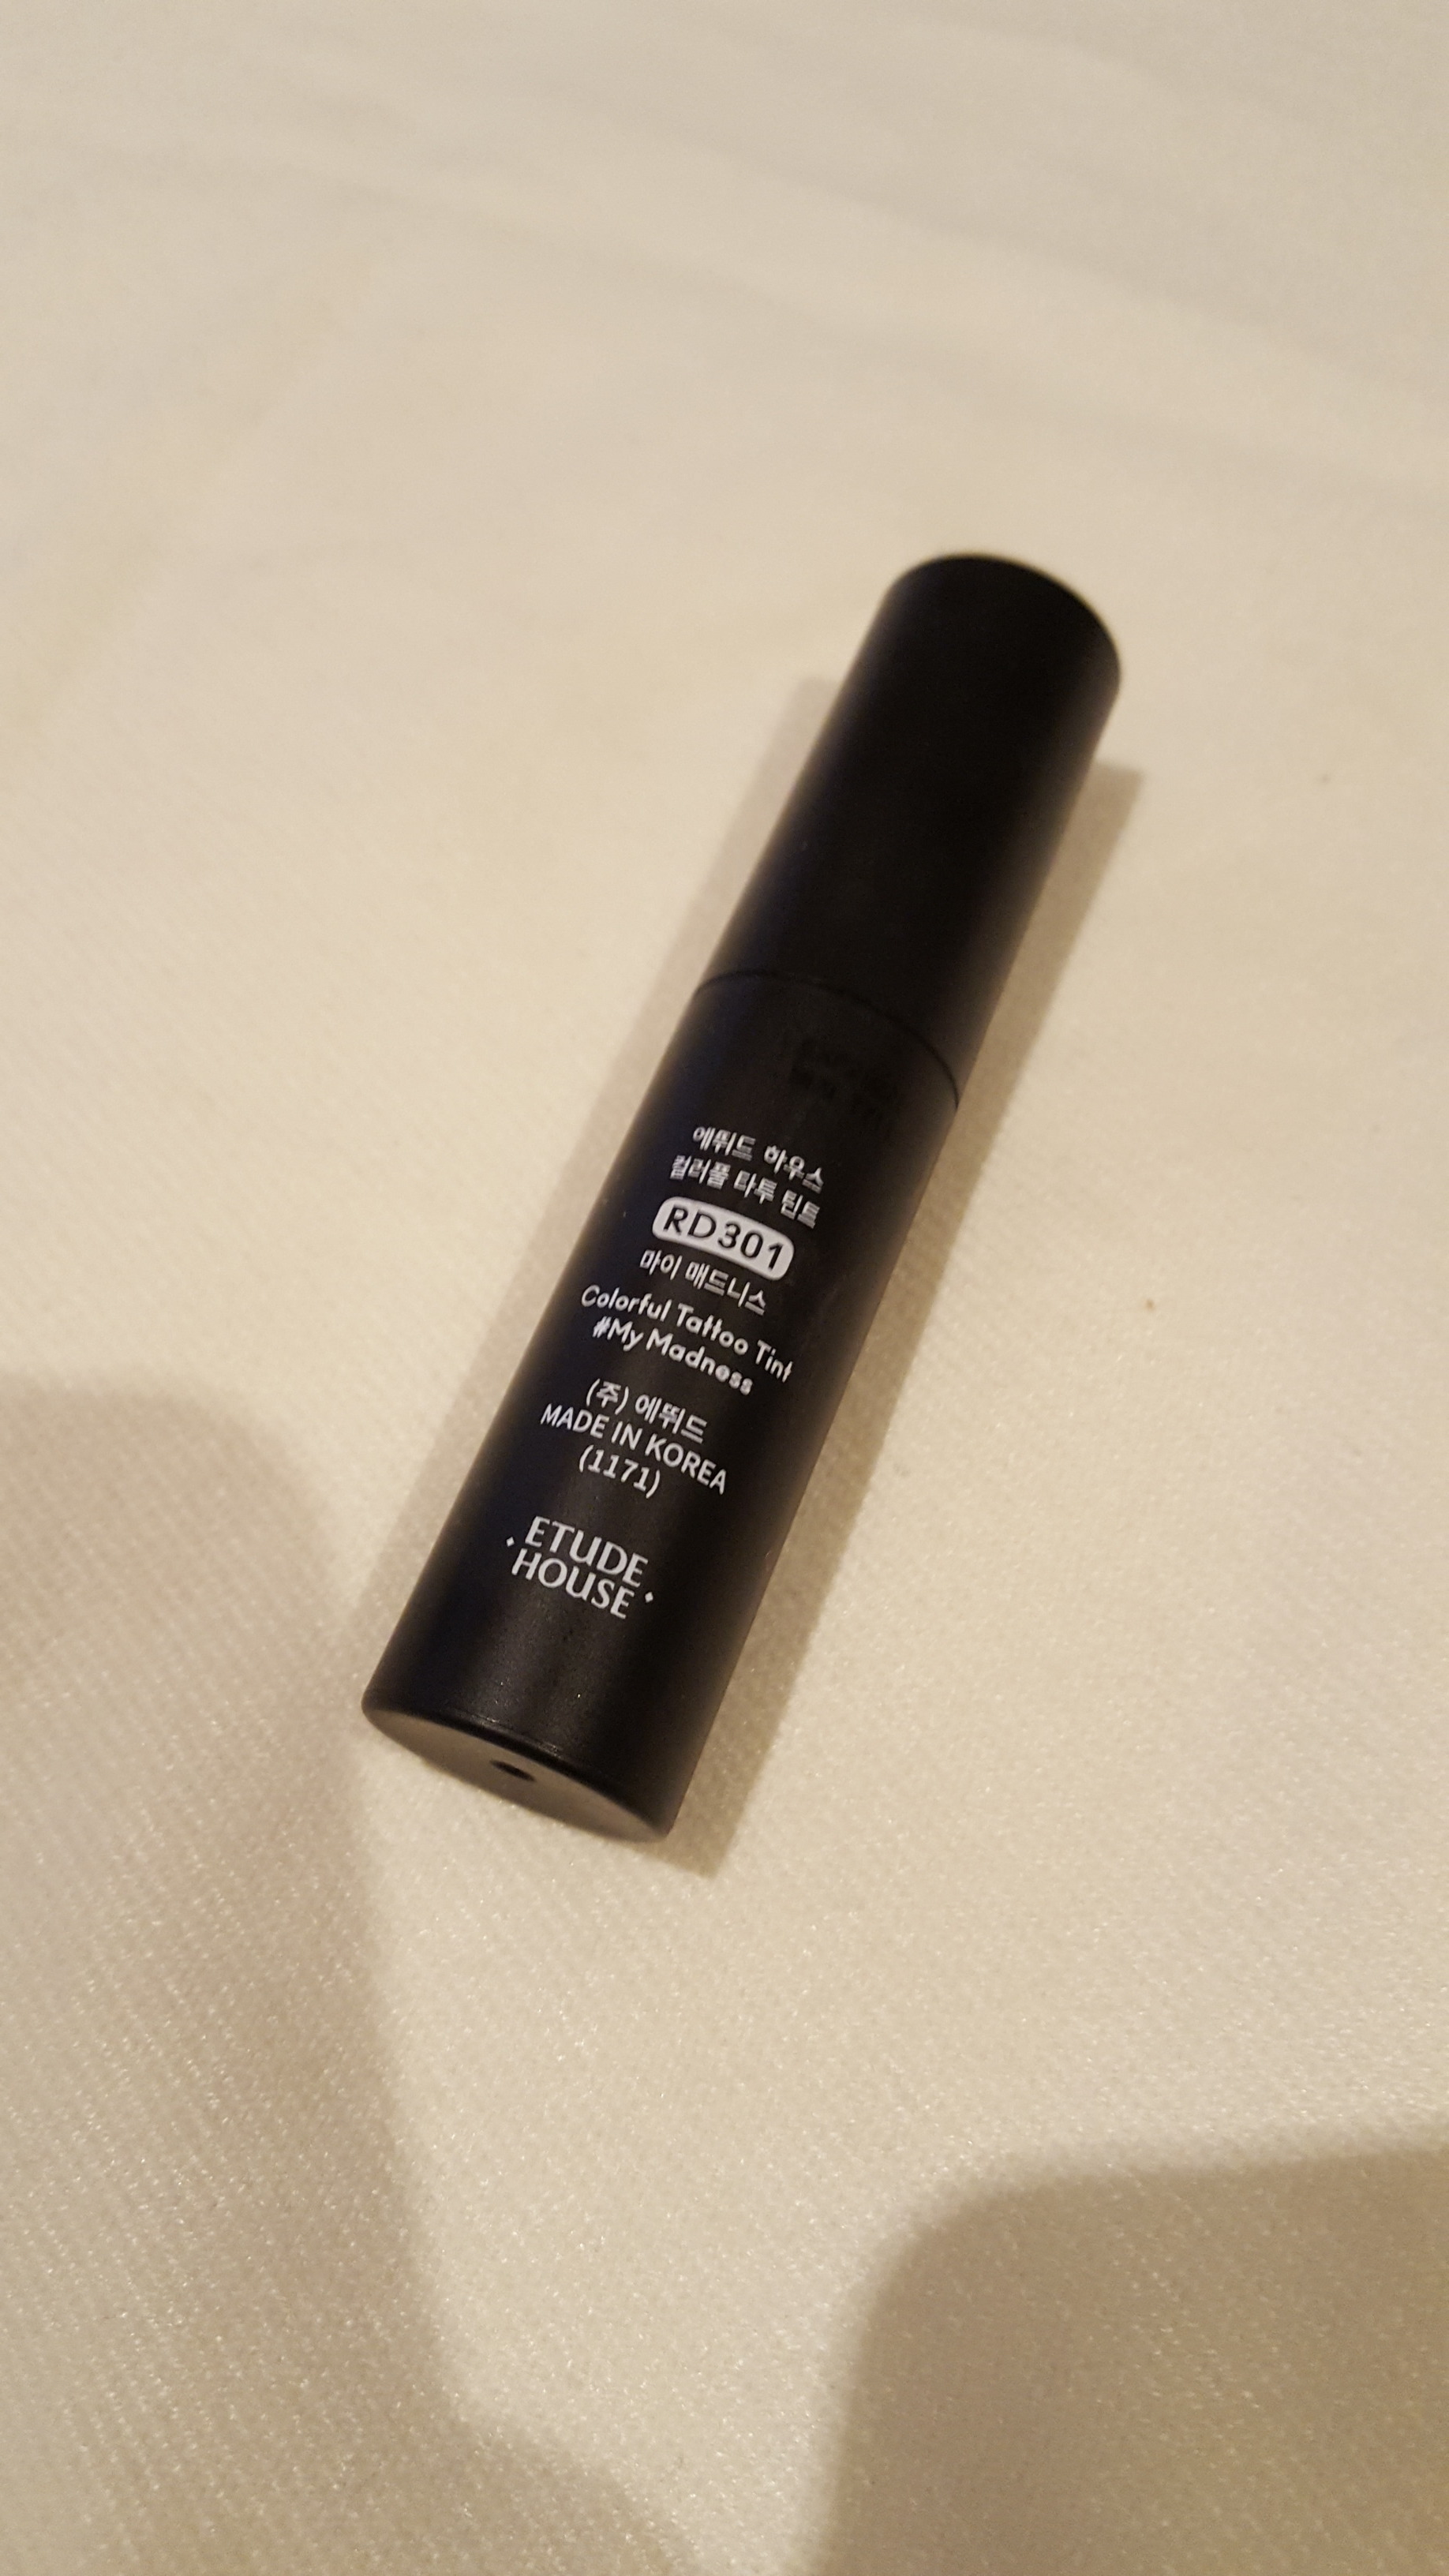 에뛰드 하우스
컬러풀 타투 틴트
RD301
마이 매드니스
Colorful Tattoo Tint
#My Madness
(주) 에뛰드
MADE IN KOREA
(1171)
ETUDE
HOUSE